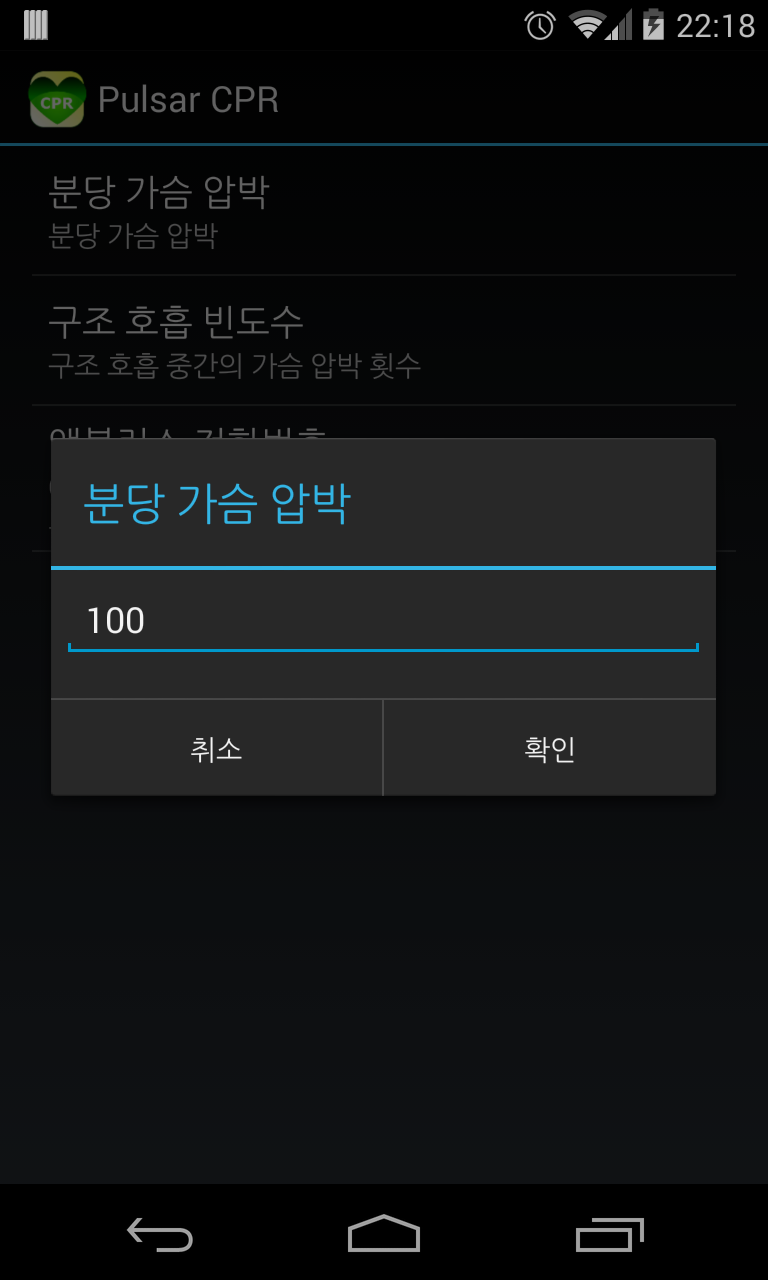 22:18
CPR
Pulsar CPR
분당 가슴 압박
분당 가슴 압박
구조 호흡 빈도수
구조 호흡 중간의 가슴 압박 횟수
분당 가슴 압박
100
취소
확인